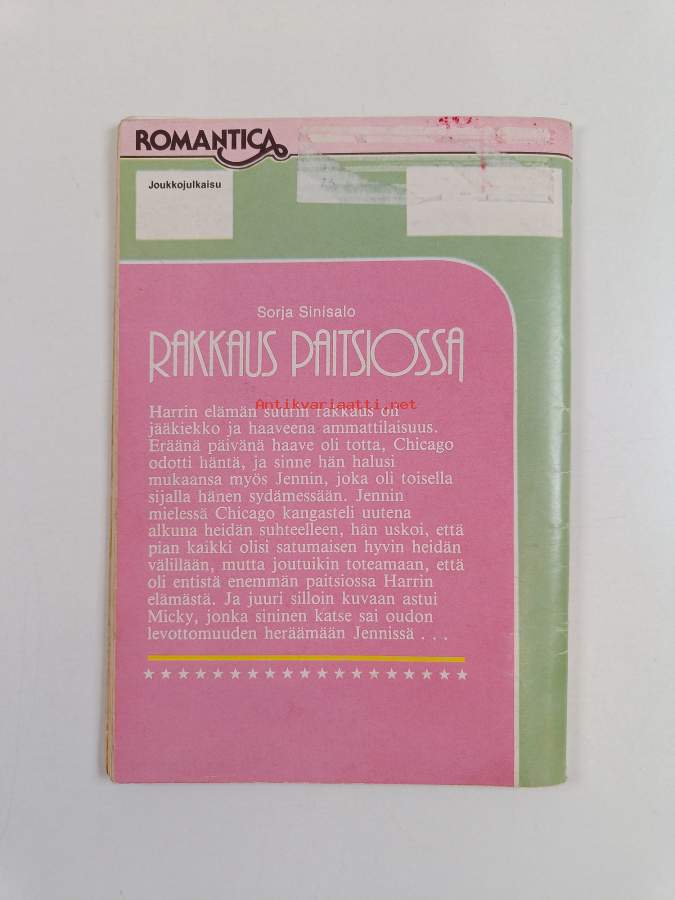 ROMANTICA
Joukkojulkaisu
Sorja Sinisalo
RAKKAUS PAITSIOSSA
Antikvariaatti.net
Harrin elämän suurin rakkaus oli
jääkiekko ja haaveena ammattilaisuus.
Eräänä päivänä haave oli totta, Chicago
odotti häntä, ja sinne hän halusi
mukaansa myös Jennin, joka oli toisella
sijalla hänen sydämessään. Jennin
mielessä Chicago kangasteli uutena
alkuna heidän suhteelleen, hän uskoi, että
pian kaikki olisi satumaisen hyvin heidän
välillään, mutta joutuikin toteamaan, että
oli entistä enemmän paitsiossa Harrin
elämästä. Ja juuri silloin kuvaan astui
Micky, jonka sininen katse sai oudon
levottomuuden heräämään Jennissä . . .